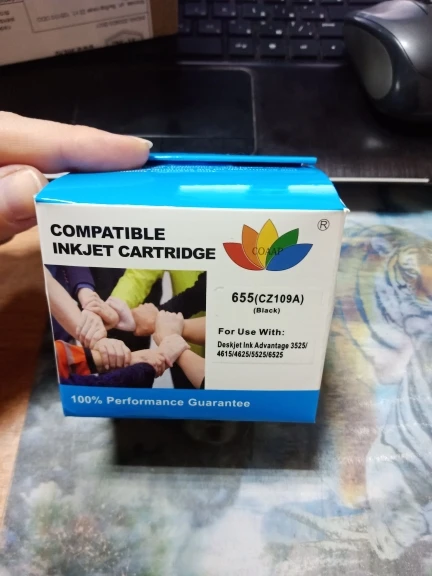 COMPATIBLE
INKJET CARTRIDGE
COAAP
®
655(CZ109A)
(Black)
For Use With:
Deskjet Ink Advantage 3525/
4615/4625/5525/6525
100% Performance Guarantee